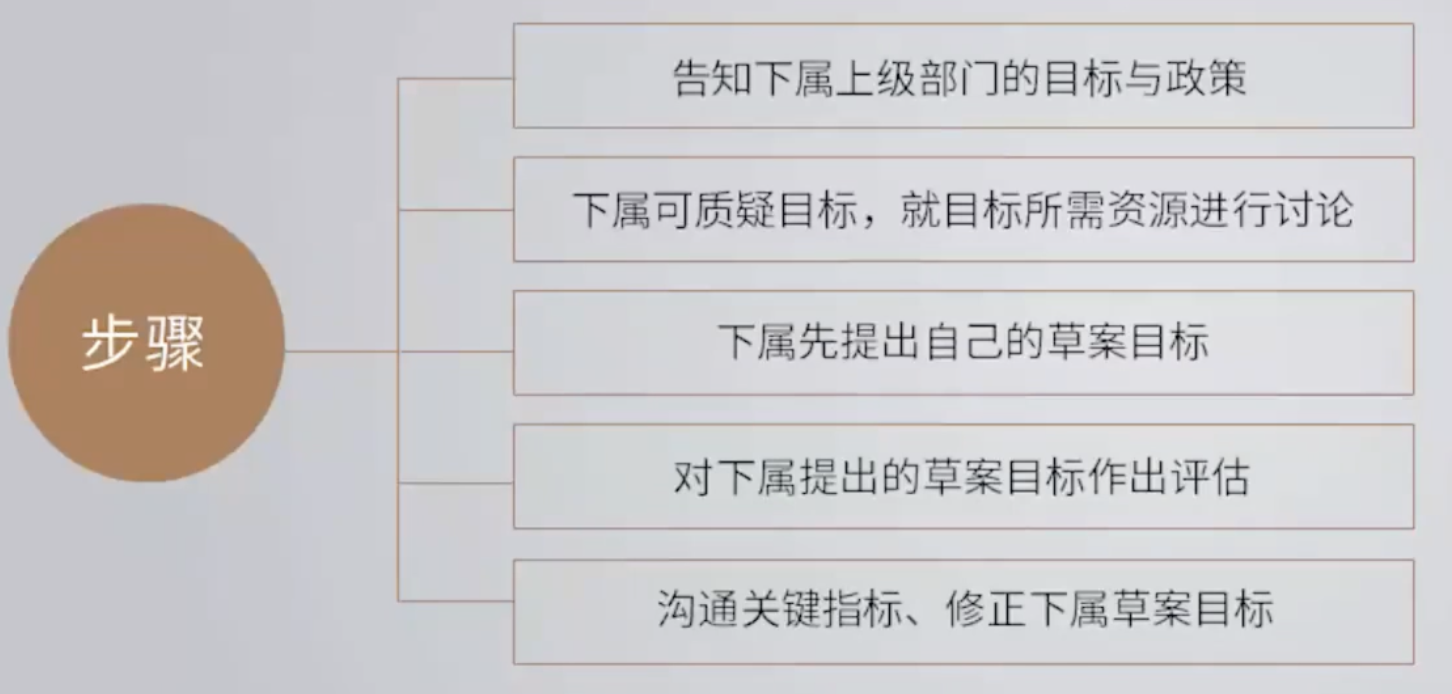 步骤
告知下属上级部门的目标与政策
下属可质疑目标，就目标所需资源进行讨论
下属先提出自己的草案目标
对下属提出的草案目标作出评估
沟通关键指标、修正下属草案目标